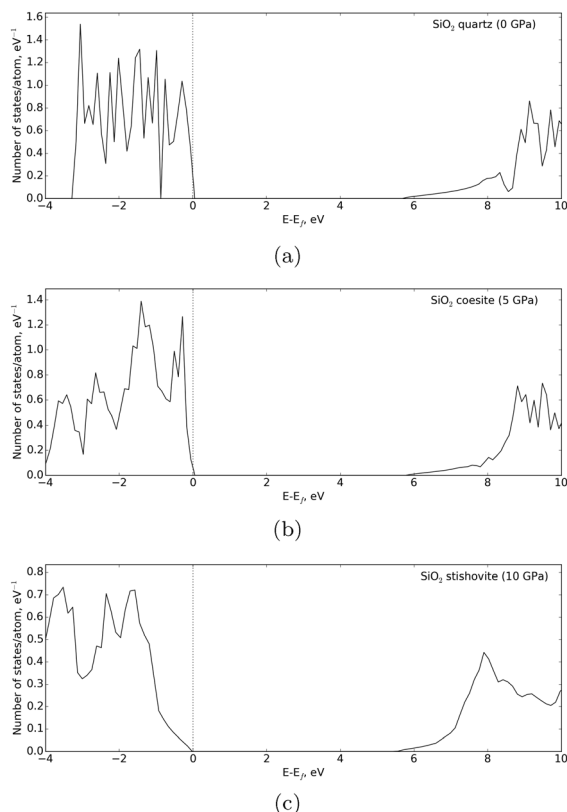 SiO₂ quartz (0 GPa)
Number of states/atom, eV⁻¹
1.6
1.4
1.2
1.0
0.8
0.6
0.4
0.2
0.0
−4 −2 0 2 4 6 8 10
E-E_f, eV
(a)
SiO₂ coesite (5 GPa)
Number of states/atom, eV⁻¹
1.4
1.2
1.0
0.8
0.6
0.4
0.2
0.0
−4 −2 0 2 4 6 8 10
E-E_f, eV
(b)
SiO₂ stishovite (10 GPa)
Number of states/atom, eV⁻¹
0.8
0.7
0.6
0.5
0.4
0.3
0.2
0.1
0.0
−4 −2 0 2 4 6 8 10
E-E_f, eV
(c)